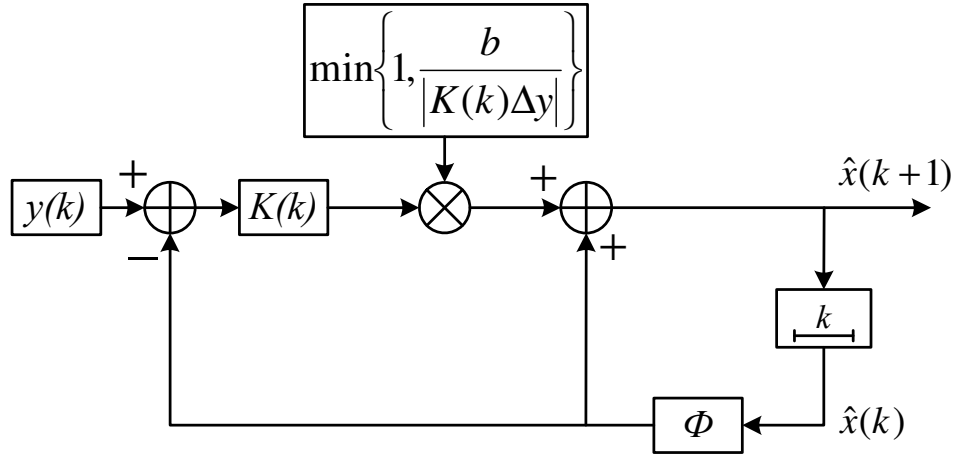 min{1, b / |K(k)Δy|}
+
+
x̂(k+1)
y(k)
K(k)
−
+
k
Φ
x̂(k)